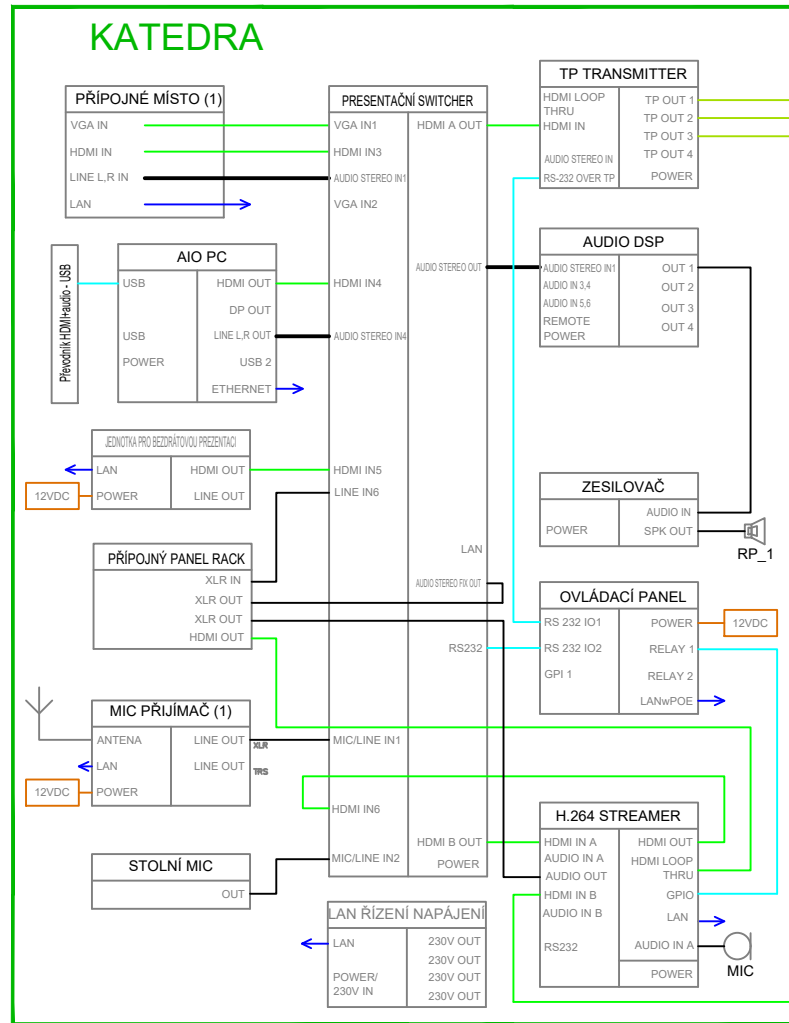 KATEDRA
PŘÍPOJNÉ MÍSTO (1)
VGA IN
HDMI IN
LINE L,R IN
LAN
Převodník HDMI+audio - USB
AIO PC
USB
HDMI OUT
DP OUT
USB
LINE L,R OUT
POWER
USB 2
ETHERNET
JEDNOTKA PRO BEZDRÁTOVOU PREZENTACI
LAN
HDMI OUT
12VDC
POWER
LINE OUT
PŘÍPOJNÝ PANEL RACK
XLR IN
XLR OUT
XLR OUT
HDMI OUT
MIC PŘIJÍMAČ (1)
ANTENA
LINE OUT
XLR
LAN
LINE OUT
TRS
12VDC
POWER
STOLNÍ MIC
OUT
PRESENTAČNÍ SWITCHER
VGA IN1
HDMI A OUT
HDMI IN3
AUDIO STEREO IN1
VGA IN2
AUDIO STEREO OUT
HDMI IN4
AUDIO STEREO IN4
HDMI IN5
LINE IN6
LAN
AUDIO STEREO FIX OUT
RS232
MIC/LINE IN1
HDMI IN6
HDMI B OUT
MIC/LINE IN2
POWER
LAN ŘÍZENÍ NAPÁJENÍ
LAN
230V OUT
230V OUT
POWER/
230V IN
230V OUT
230V OUT
TP TRANSMITTER
HDMI LOOP
THRU
TP OUT 1
HDMI IN
TP OUT 2
TP OUT 3
AUDIO STEREO IN
TP OUT 4
RS-232 OVER TP
POWER
AUDIO DSP
AUDIO STEREO IN1
OUT 1
AUDIO IN 3,4
OUT 2
AUDIO IN 5,6
OUT 3
REMOTE
OUT 4
POWER
ZESILOVAČ
AUDIO IN
POWER
SPK OUT
RP_1
OVLÁDACÍ PANEL
RS 232 IO1
POWER
12VDC
RS 232 IO2
RELAY 1
GPI 1
RELAY 2
LANwPOE
H.264 STREAMER
HDMI IN A
HDMI OUT
AUDIO IN A
HDMI LOOP
THRU
AUDIO OUT
HDMI IN B
GPIO
AUDIO IN B
LAN
RS232
AUDIO IN A
MIC
POWER